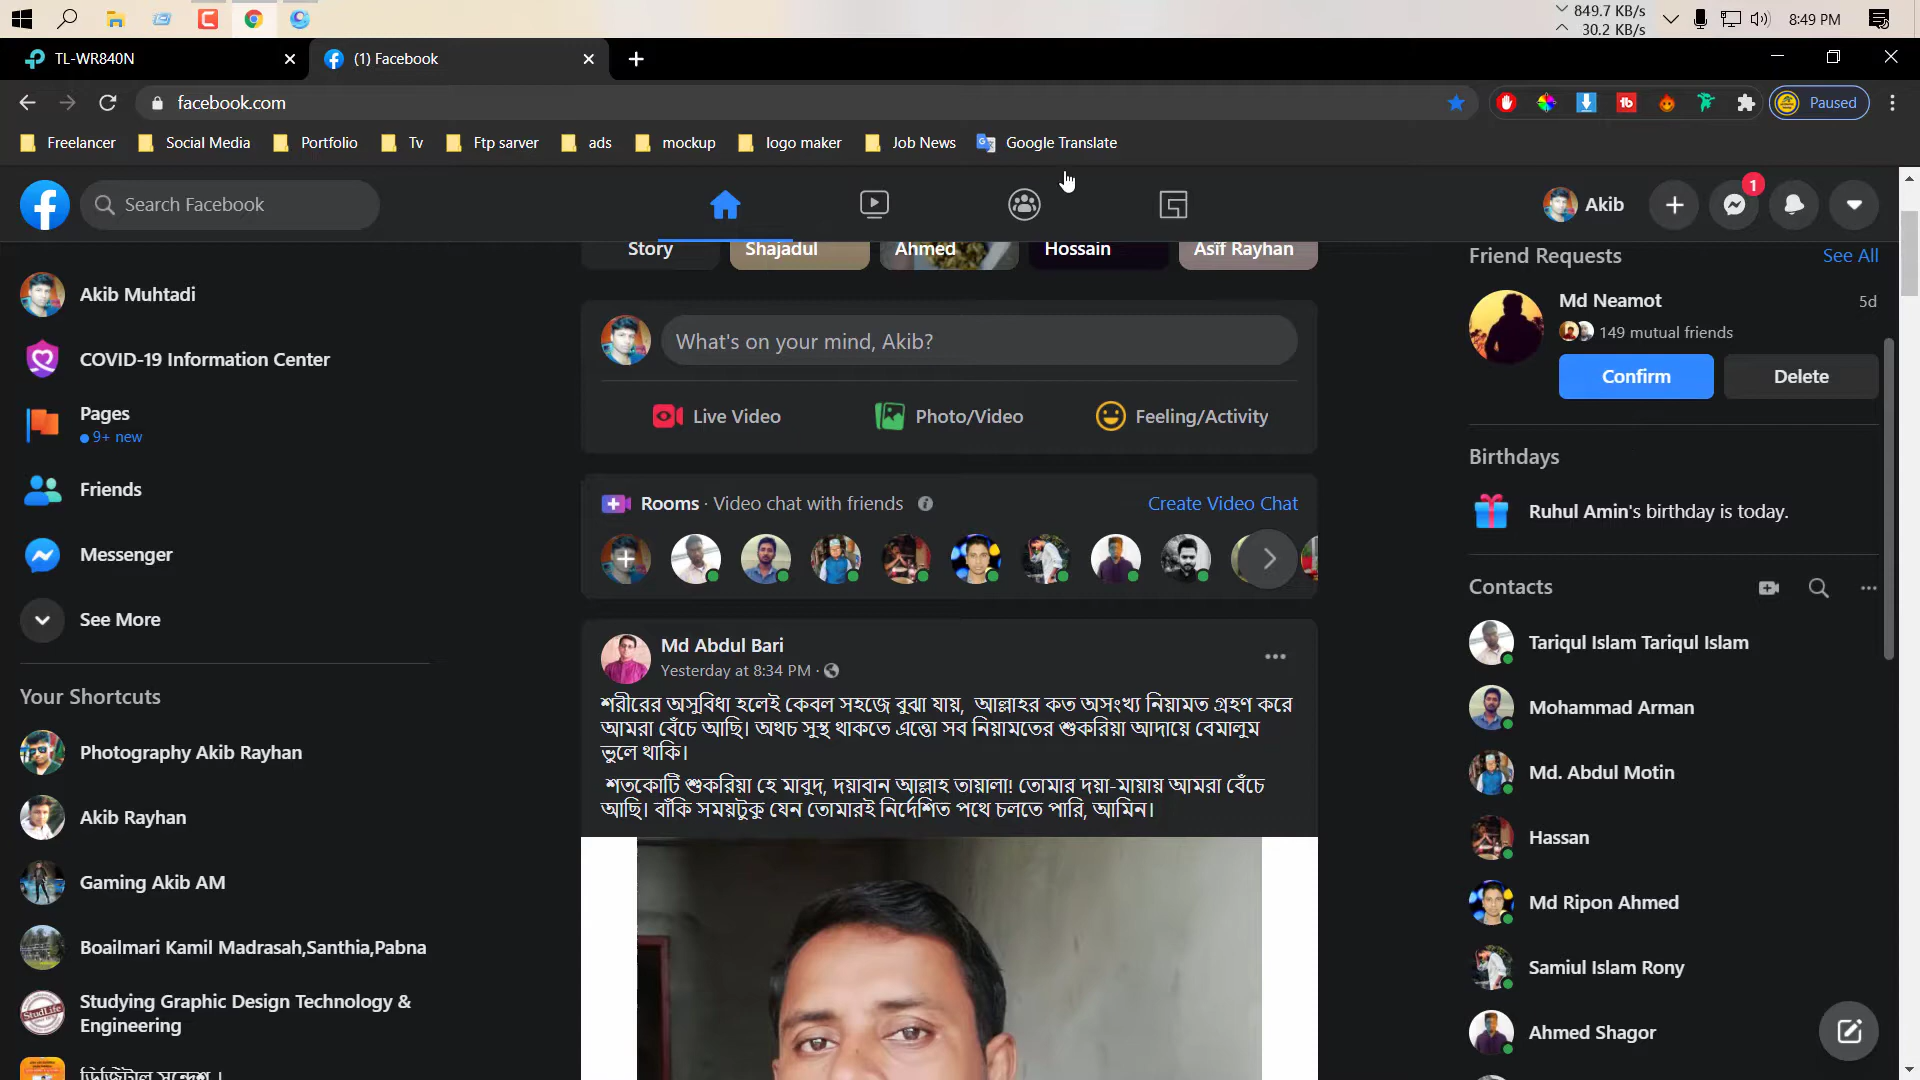 849.7 KB/s
30.2 KB/s
8:49 PM
TL-WR840N
(1) Facebook
facebook.com
Paused
Freelancer
Social Media
Portfolio
Tv
Ftp sarver
ads
mockup
logo maker
Job News
Google Translate
Search Facebook
Akib
1
Akib Muhtadi
COVID-19 Information Center
Pages
9+ new
Friends
Messenger
See More
Your Shortcuts
Photography Akib Rayhan
Akib Rayhan
Gaming Akib AM
Boailmari Kamil Madrasah,Santhia,Pabna
Studying Graphic Design Technology &
Engineering
Story
Shajadul
Ahmed
Hossain
Asif Rayhan
What's on your mind, Akib?
Live Video
Photo/Video
Feeling/Activity
Rooms · Video chat with friends
Create Video Chat
Md Abdul Bari
Yesterday at 8:34 PM ·
শরীরের অসুবিধা হলেই কেবল সহজে বুঝা যায়, আল্লাহর কত অসংখ্য নিয়ামত গ্রহণ করে
আমরা বেঁচে আছি। অথচ সুস্থ থাকতে এত্তো সব নিয়ামতের শুকরিয়া আদায়ে বেমালুম
ভুলে থাকি।
শতকোটি শুকরিয়া হে মাবুদ, দয়াবান আল্লাহ তায়ালা! তোমার দয়া-মায়ায় আমরা বেঁচে
আছি। বাঁকি সময়টুকু যেন তোমারই নির্দেশিত পথে চলতে পারি, আমিন।
Friend Requests
See All
Md Neamot
5d
149 mutual friends
Confirm
Delete
Birthdays
Ruhul Amin's birthday is today.
Contacts
Tariqul Islam Tariqul Islam
Mohammad Arman
Md. Abdul Motin
Hassan
Md Ripon Ahmed
Samiul Islam Rony
Ahmed Shagor